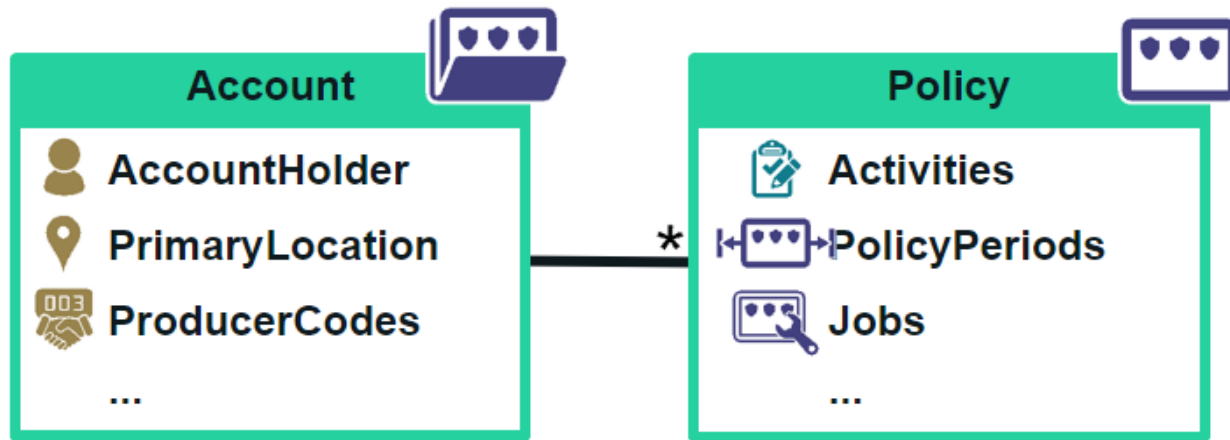 Account
AccountHolder
PrimaryLocation
003 ProducerCodes
...
*
Policy
Activities
PolicyPeriods
Jobs
...